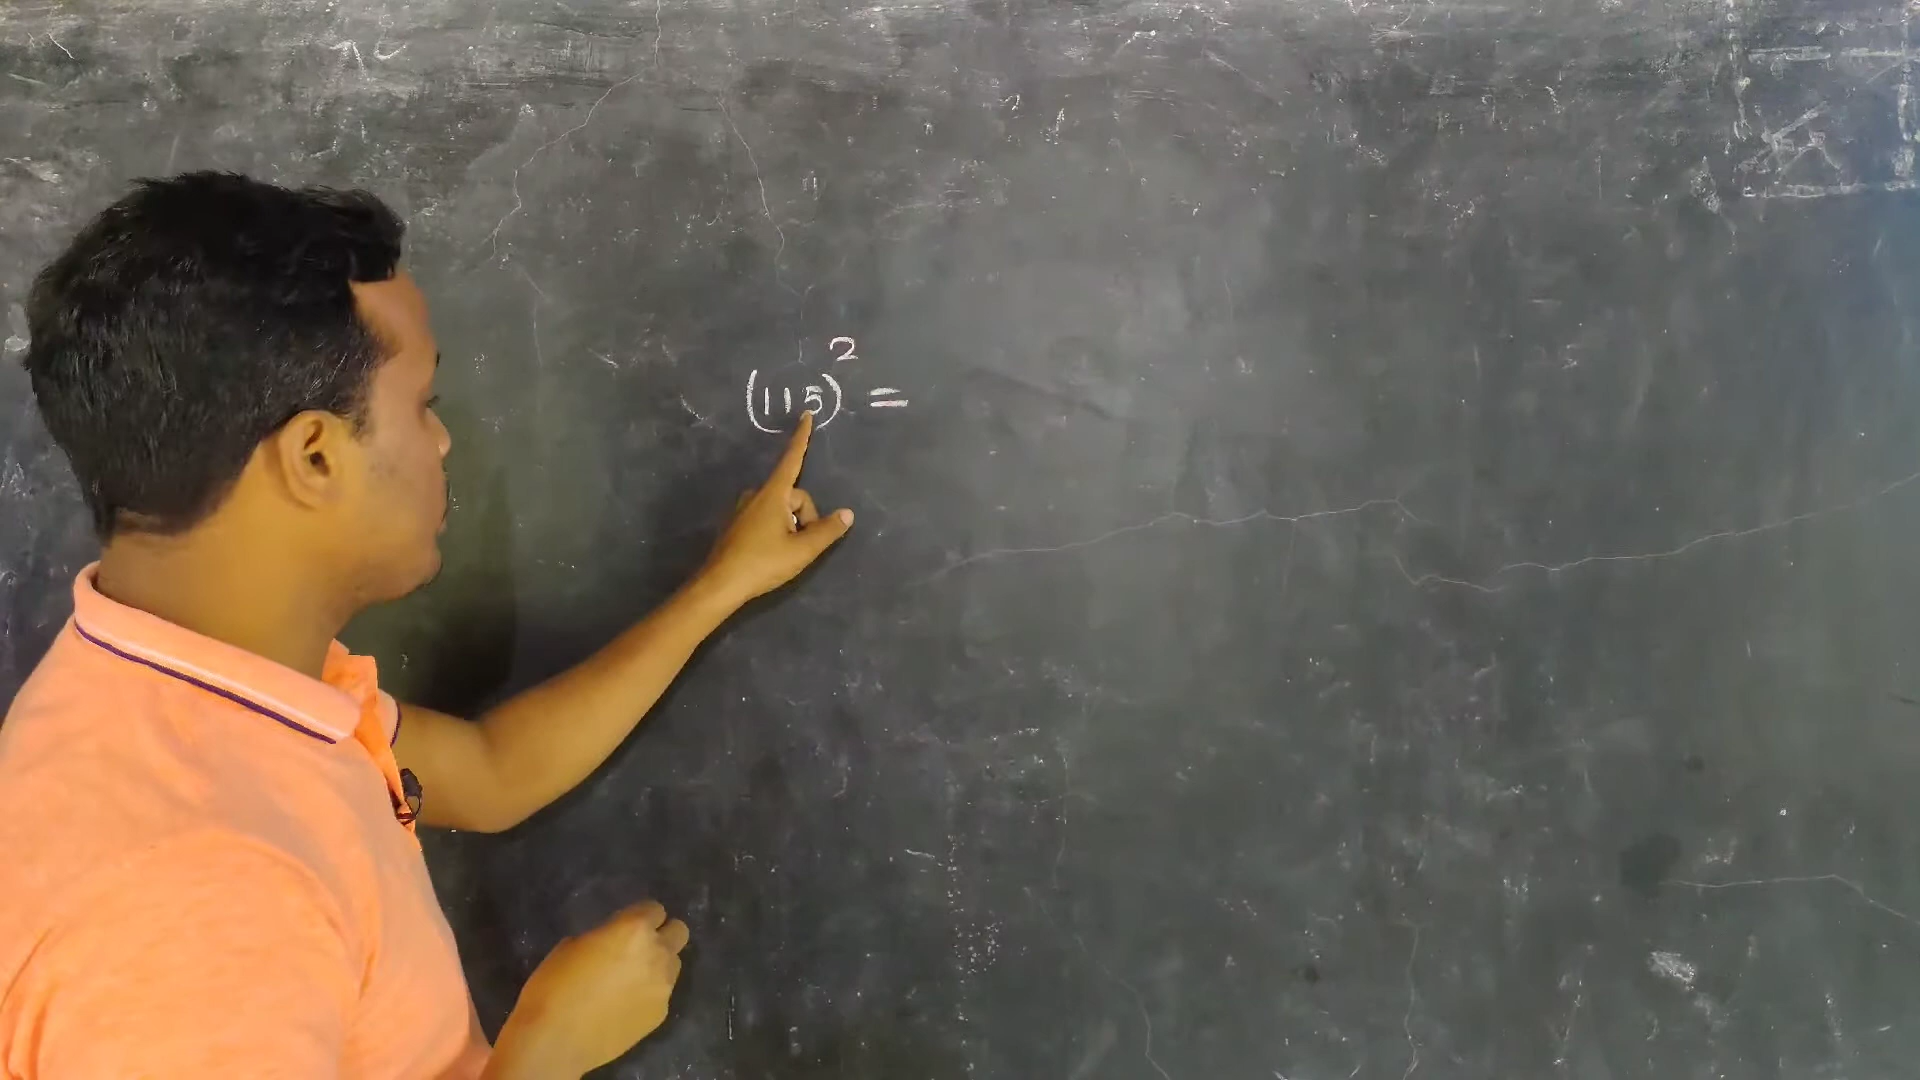 (115)² =